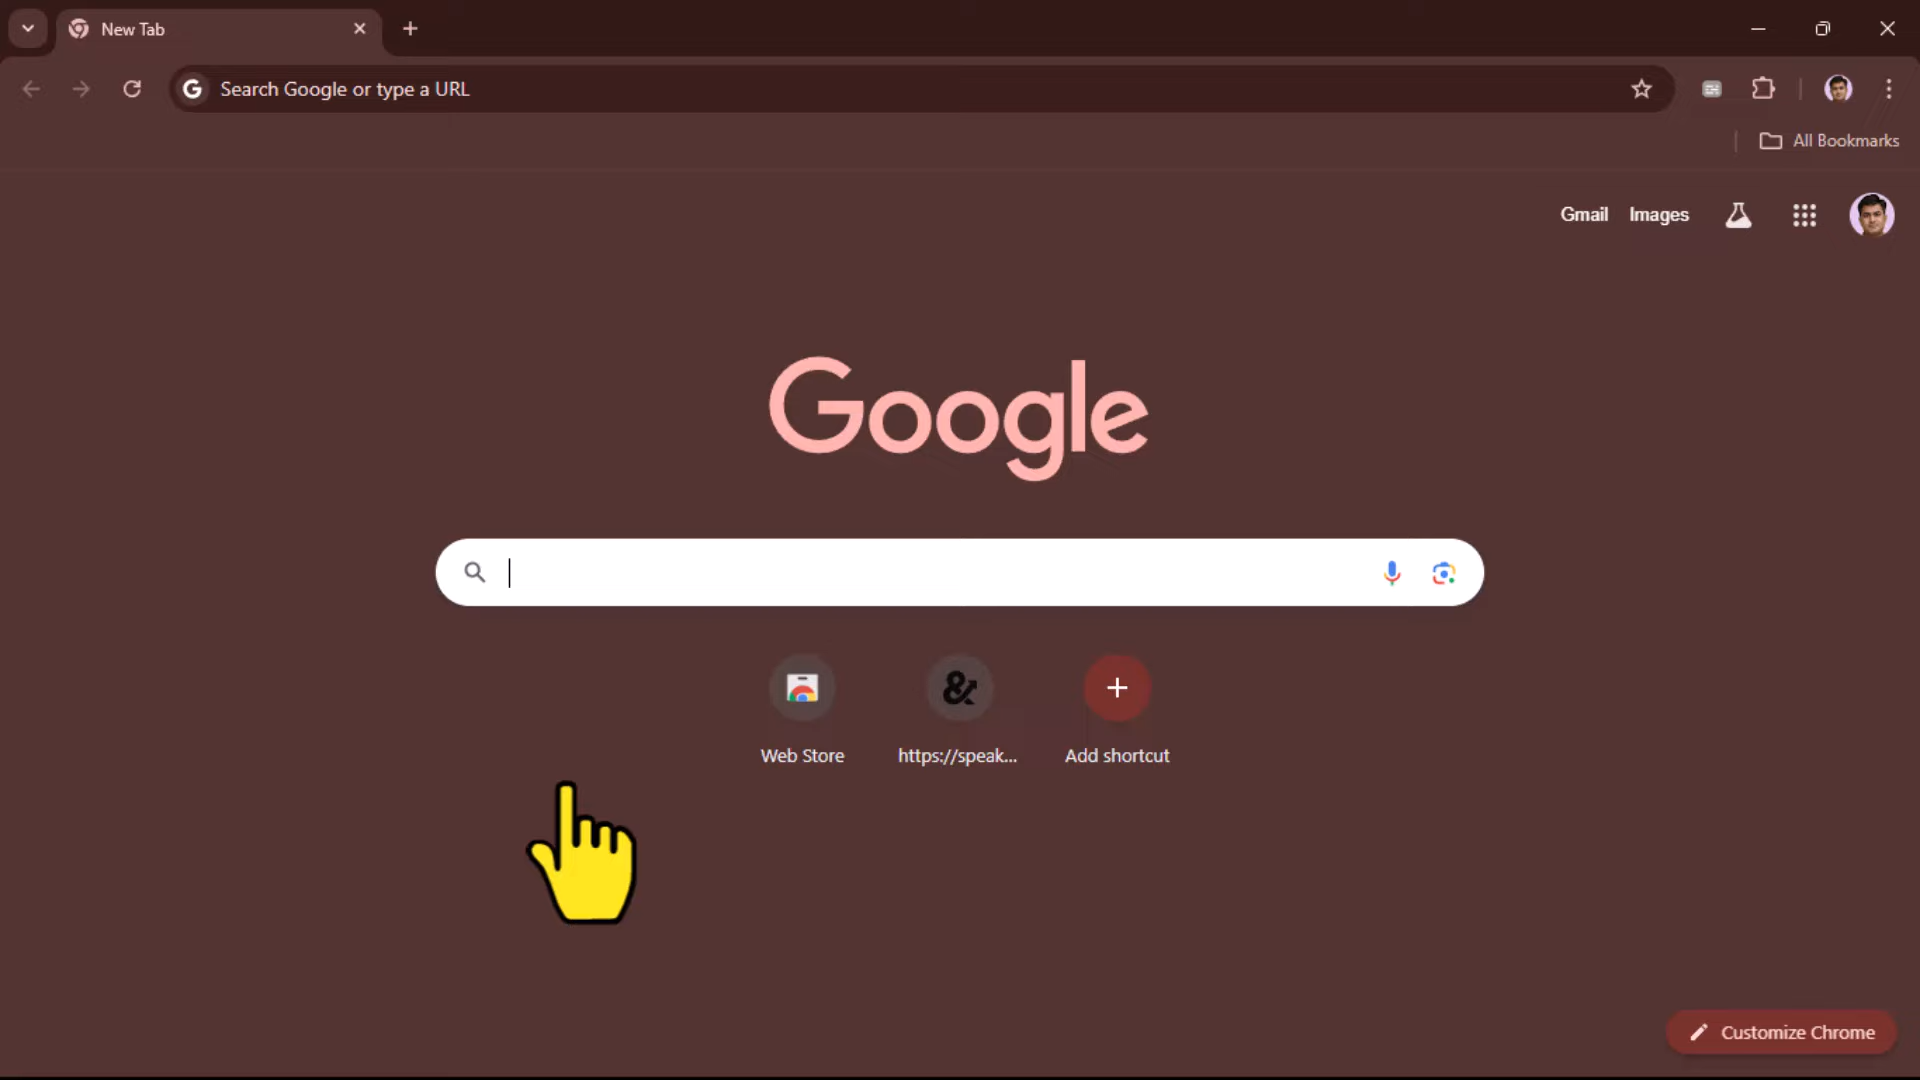 New Tab
Search Google or type a URL
All Bookmarks
Gmail Images
Google
Web Store
https://speak...
Add shortcut
Customize Chrome